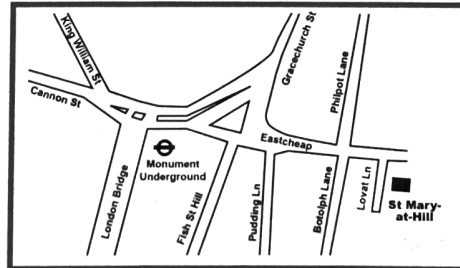 King William St
Gracechurch St
Philpot Lane
Cannon St
Eastcheap
Monument
Underground
London Bridge
Fish St Hill
Pudding Ln
Botolph Lane
Lovat Ln
St Mary-
at-Hill